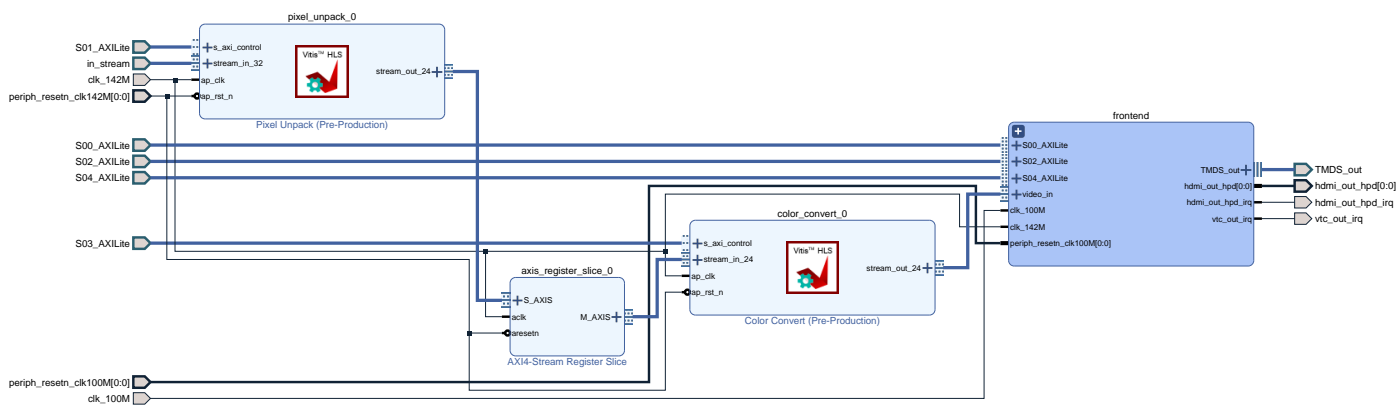 pixel_unpack_0
S01_AXILite
in_stream
clk_142M
periph_resetn_clk142M[0:0]
s_axi_control
stream_in_32
ap_clk
ap_rst_n
Vitis™ HLS
stream_out_24
Pixel Unpack (Pre-Production)
S00_AXILite
S02_AXILite
S04_AXILite
frontend
S00_AXILite
S02_AXILite
S04_AXILite
video_in
clk_100M
clk_142M
periph_resetn_clk100M[0:0]
TMDS_out
hdmi_out_hpd[0:0]
hdmi_out_hpd_irq
vtc_out_irq
TMDS_out
hdmi_out_hpd[0:0]
hdmi_out_hpd_irq
vtc_out_irq
color_convert_0
S03_AXILite
s_axi_control
stream_in_24
ap_clk
ap_rst_n
Vitis™ HLS
stream_out_24
Color Convert (Pre-Production)
axis_register_slice_0
S_AXIS
aclk
aresetn
M_AXIS
AXI4-Stream Register Slice
periph_resetn_clk100M[0:0]
clk_100M